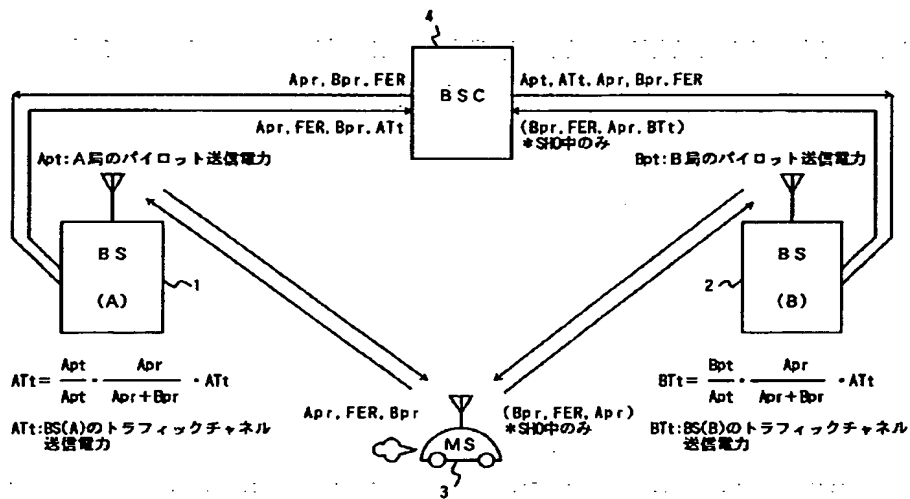 4
BSC
Apr, Bpr, FER
Apt, ATt, Apr, Bpr, FER
Apr, FER, Bpr, ATt
(Bpr, FER, Apr, BTt)
*SHO中のみ
Apt:A局のパイロット送信電力
Bpt:B局のパイロット送信電力
BS
(A)
1
2
BS
(B)
ATt= Apt/Apt · Apr/(Apr+Bpr) · ATt
BTt= Bpt/Apt · Apr/(Apr+Bpr) · ATt
ATt:BS(A)のトラフィックチャネル
送信電力
Apr, FER, Bpr
(Bpr, FER, Apr)
*SHO中のみ
BTt:BS(B)のトラフィックチャネル
送信電力
MS
3